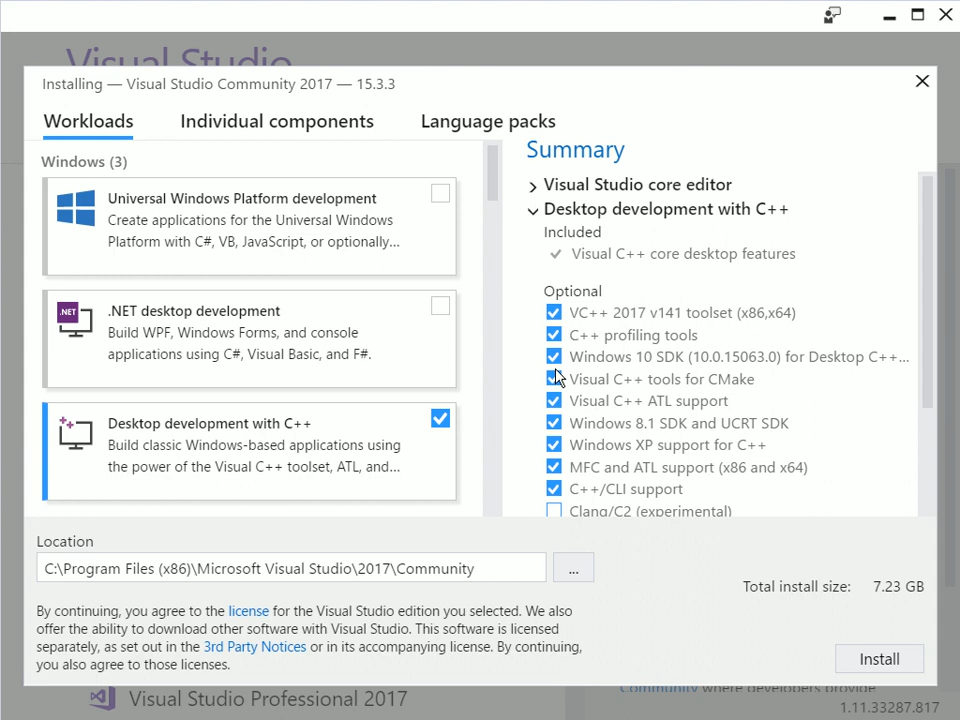 Visual Studio
Installing — Visual Studio Community 2017 — 15.3.3
Workloads
Individual components
Language packs
Windows (3)
Universal Windows Platform development
Create applications for the Universal Windows
Platform with C#, VB, JavaScript, or optionally...
.NET
.NET desktop development
Build WPF, Windows Forms, and console
applications using C#, Visual Basic, and F#.
Desktop development with C++
Build classic Windows-based applications using
the power of the Visual C++ toolset, ATL, and...
Summary
Visual Studio core editor
Desktop development with C++
Included
Visual C++ core desktop features
Optional
VC++ 2017 v141 toolset (x86,x64)
C++ profiling tools
Windows 10 SDK (10.0.15063.0) for Desktop C++...
Visual C++ tools for CMake
Visual C++ ATL support
Windows 8.1 SDK and UCRT SDK
Windows XP support for C++
MFC and ATL support (x86 and x64)
C++/CLI support
Clang/C2 (experimental)
Location
C:\Program Files (x86)\Microsoft Visual Studio\2017\Community
...
Total install size: 7.23 GB
By continuing, you agree to the license for the Visual Studio edition you selected. We also
offer the ability to download other software with Visual Studio. This software is licensed
separately, as set out in the 3rd Party Notices or in its accompanying license. By continuing,
you also agree to those licenses.
Install
Visual Studio Professional 2017
Community where developers provide
1.11.33287.817